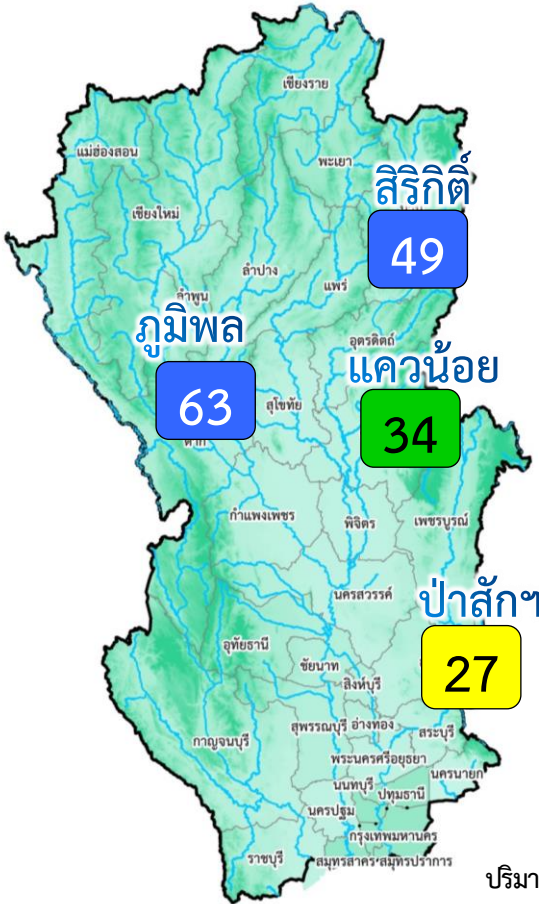 เชียงราย
แม่ฮ่องสอน
พะเยา
สิริกิติ์
เชียงใหม่
49
ลำปาง
แพร่
ลำพูน
ภูมิพล
อุตรดิตถ์
แควน้อย
63
สุโขทัย
34
ตาก
กำแพงเพชร
พิจิตร
เพชรบูรณ์
นครสวรรค์
ป่าสักฯ
อุทัยธานี
27
ชัยนาท
สิงห์บุรี
สุพรรณบุรี อ่างทอง
สระบุรี
กาญจนบุรี
พระนครศรีอยุธยา
นครนายก
นนทบุรี
ปทุมธานี
นครปฐม
กรุงเทพมหานคร
ราชบุรี
สมุทรสาคร สมุทรปราการ
ปริมา